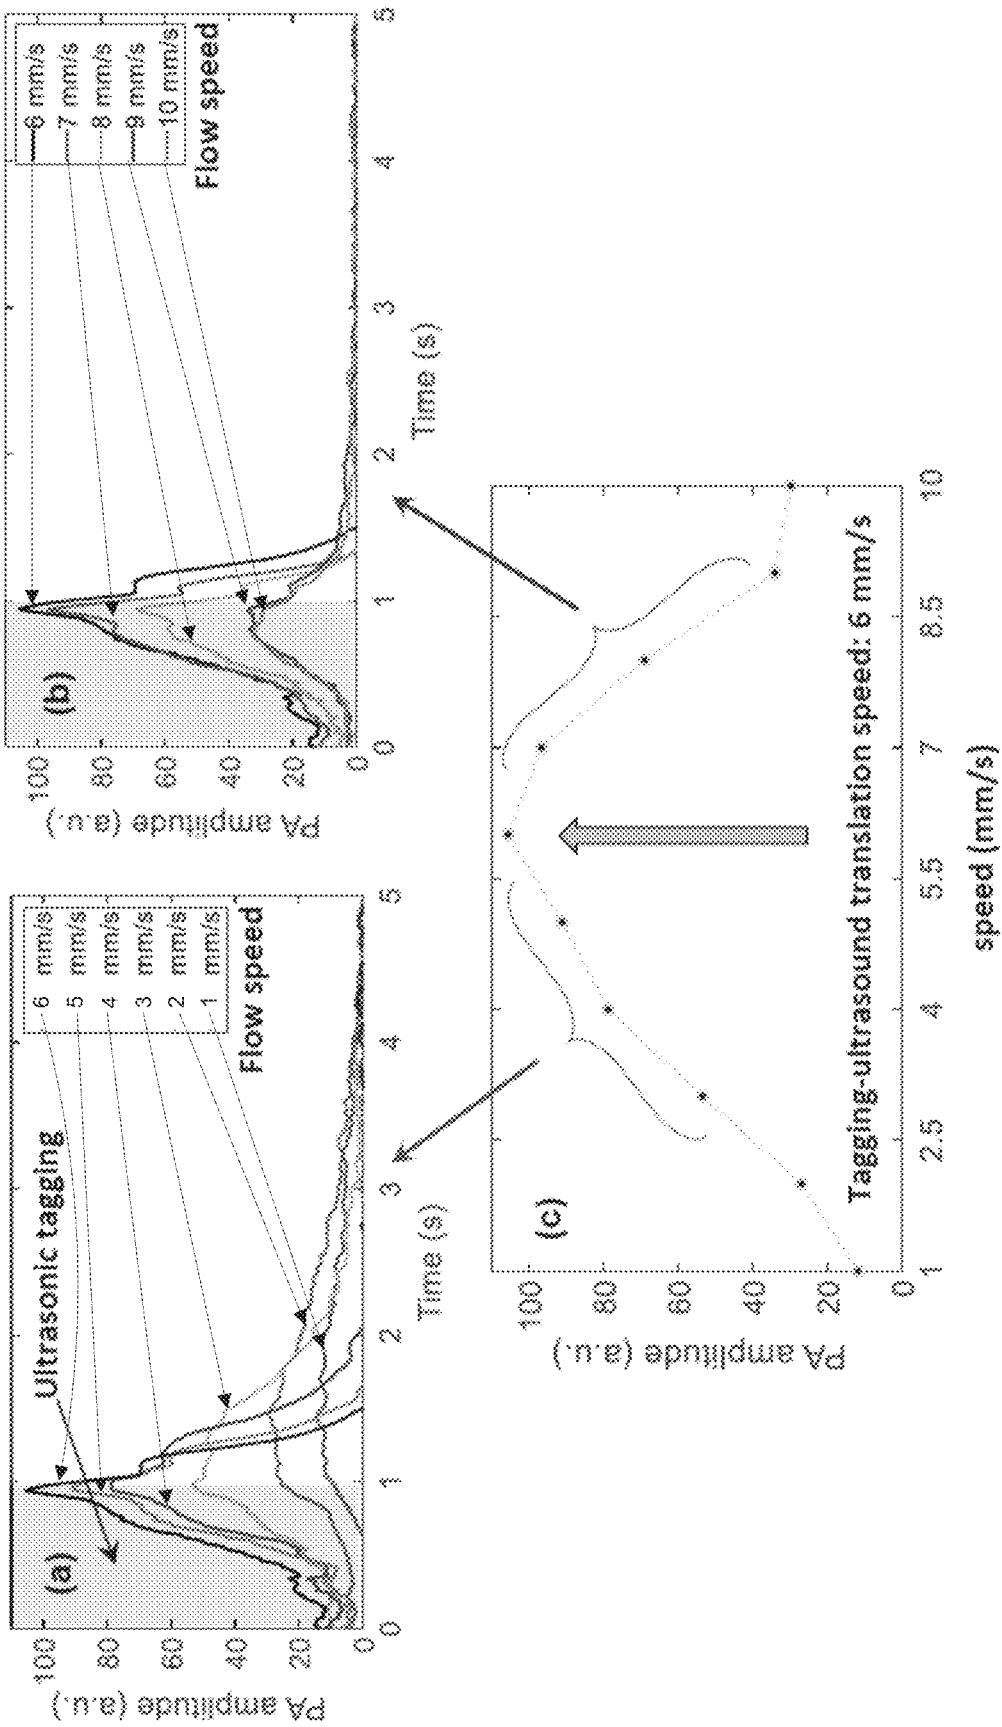 (a)
Ultrasonic tagging
6 mm/s
5 mm/s
4 mm/s
3 mm/s
2 mm/s
1 mm/s
Flow speed
PA amplitude (a.u.)
100
80
60
40
20
0
0
1
2
3
4
5
Time (s)
(b)
6 mm/s
7 mm/s
8 mm/s
9 mm/s
10 mm/s
Flow speed
PA amplitude (a.u.)
100
80
60
40
20
0
0
1
2
3
4
5
Time (s)
(c)
PA amplitude (a.u.)
100
80
60
40
20
0
Tagging-ultrasound translation speed: 6 mm/s
1
2.5
4
5.5
7
8.5
10
speed (mm/s)